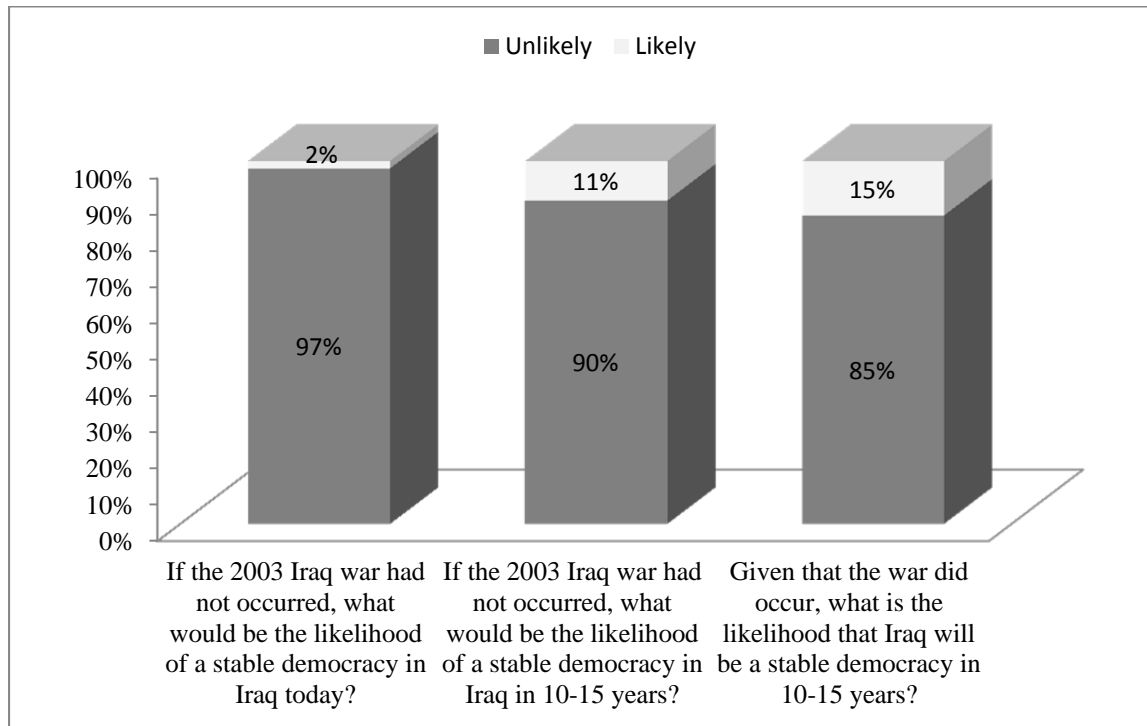 Unlikely Likely
2% 11% 15%
100%
90%
80%
70%
60%
50%
40%
30%
20%
10%
0%
97% 90% 85%
If the 2003 Iraq war had
not occurred, what
would be the likelihood
of a stable democracy in
Iraq today?
If the 2003 Iraq war had
not occurred, what
would be the likelihood
of a stable democracy in
Iraq in 10-15 years?
Given that the war did
occur, what is the
likelihood that Iraq will
be a stable democracy in
10-15 years?